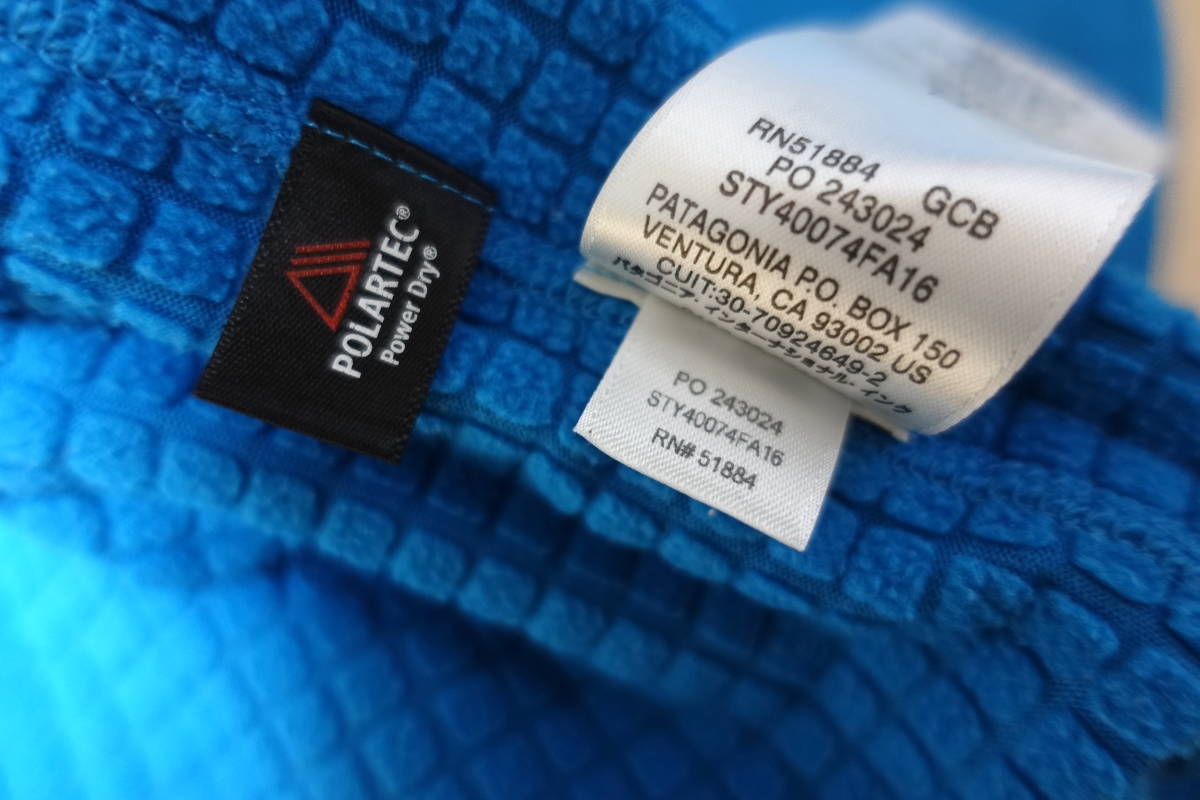 POLARTEC®
Power Dry®
RN51884 GCB
PO 243024
STY40074FA16
PATAGONIA P.O. BOX 150
VENTURA, CA 93002 US
CUIT:30-70924649-2
パタゴニア・インターナショナル・インク
PO 243024
STY40074FA16
RN# 51884